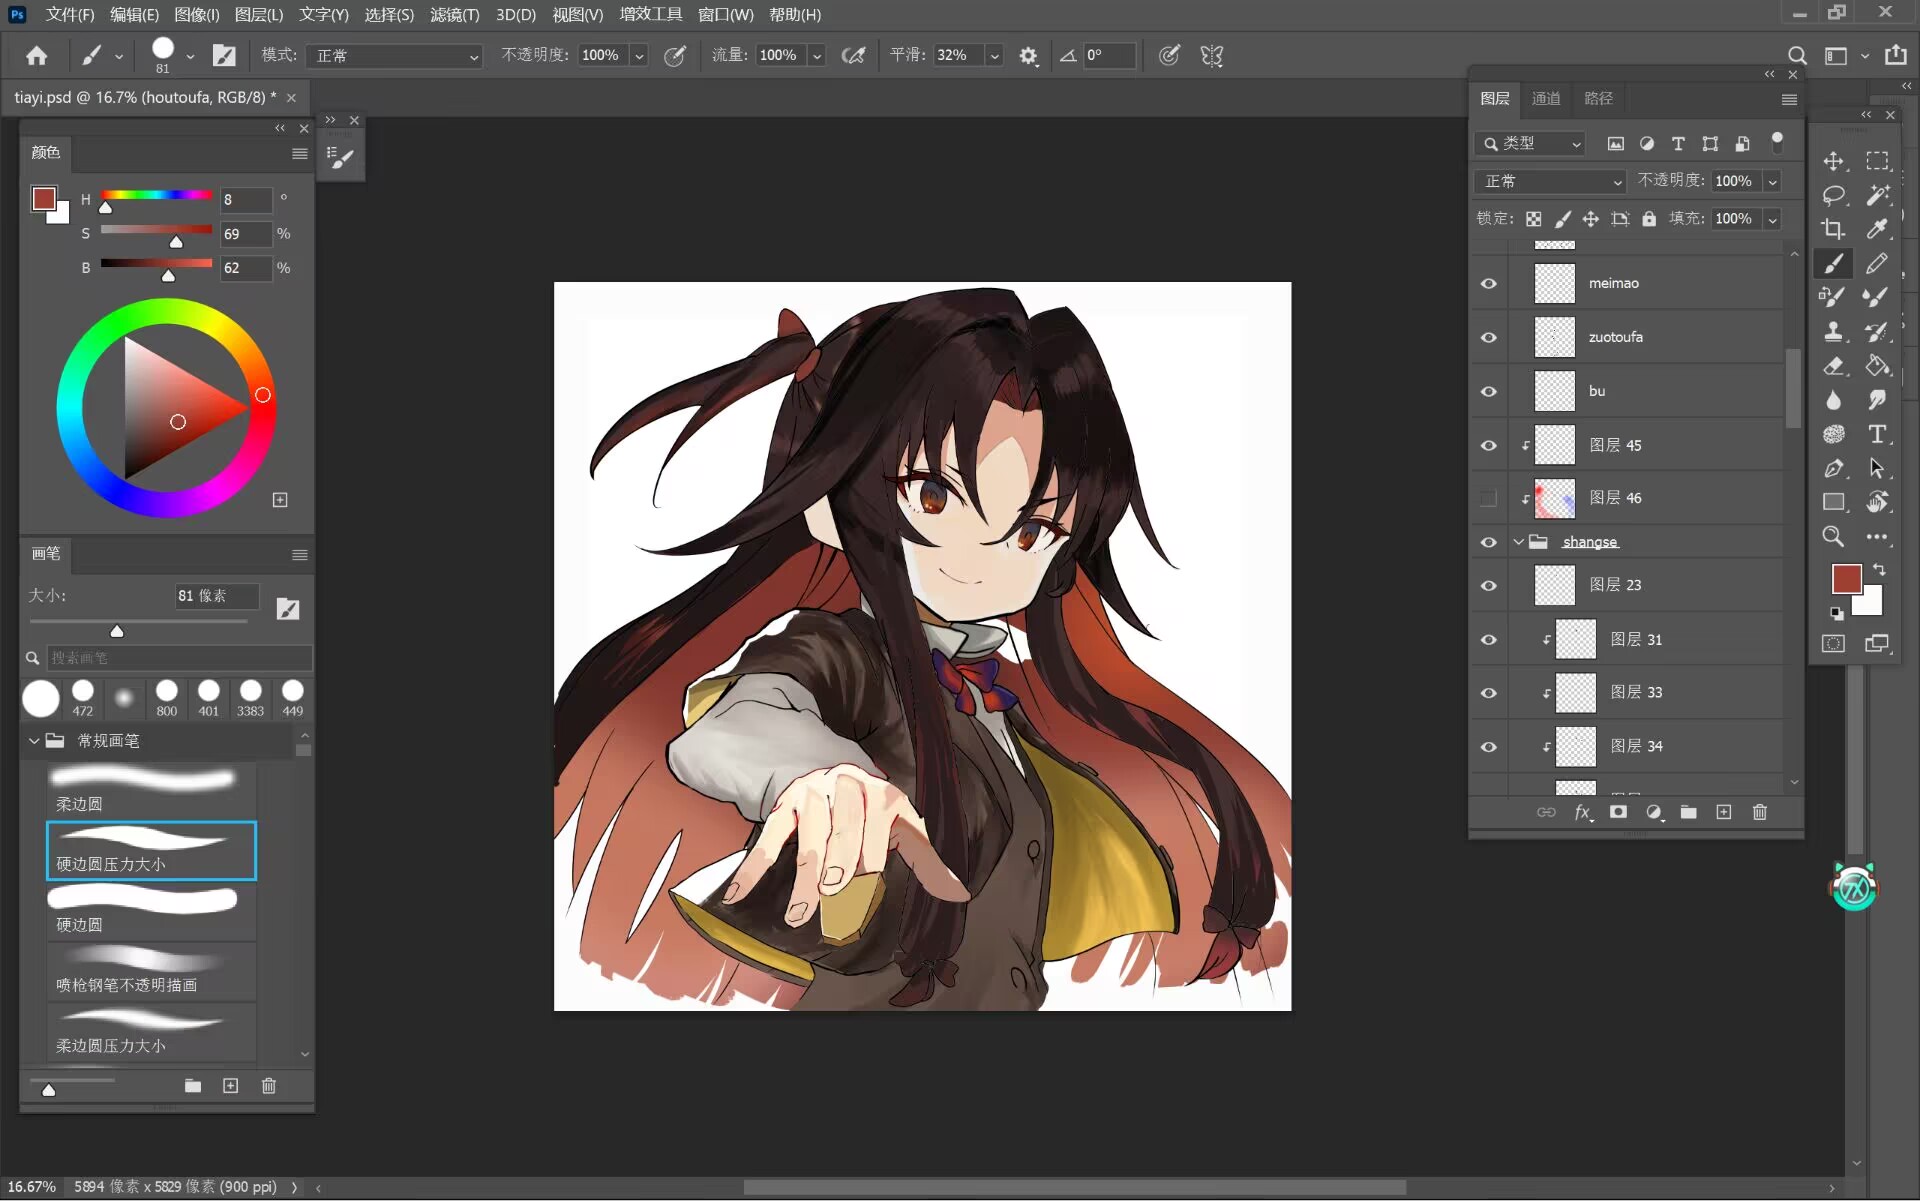 Ps 文件(F) 编辑(E) 图像(I) 图层(L) 文字(Y) 选择(S) 滤镜(T) 3D(D) 视图(V) 增效工具 窗口(W) 帮助(H)
81 模式: 正常 不透明度: 100% 流量: 100% 平滑: 32% 0°
tiayi.psd @ 16.7% (houtoufa, RGB/8) *
颜色
H 8 °
S 69 %
B 62 %
画笔
大小: 81 像素
搜索画笔
472 800 401 3383 449
常规画笔
柔边圆
硬边圆压力大小
硬边圆
喷枪钢笔不透明描画
柔边圆压力大小
图层 通道 路径
类型
正常 不透明度: 100%
锁定: 填充: 100%
meimao
zuotoufa
bu
图层 45
图层 46
shangse
图层 23
图层 31
图层 33
图层 34
fx
16.67% 5894 像素 x 5829 像素 (900 ppi)